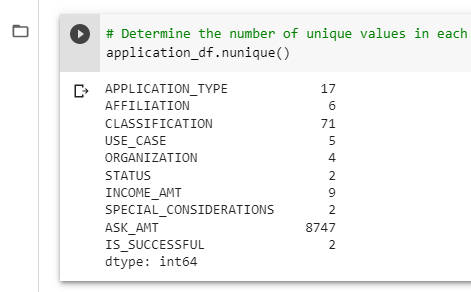 # Determine the number of unique values in each
application_df.nunique()
APPLICATION_TYPE 17
AFFILIATION 6
CLASSIFICATION 71
USE_CASE 5
ORGANIZATION 4
STATUS 2
INCOME_AMT 9
SPECIAL_CONSIDERATIONS 2
ASK_AMT 8747
IS_SUCCESSFUL 2
dtype: int64